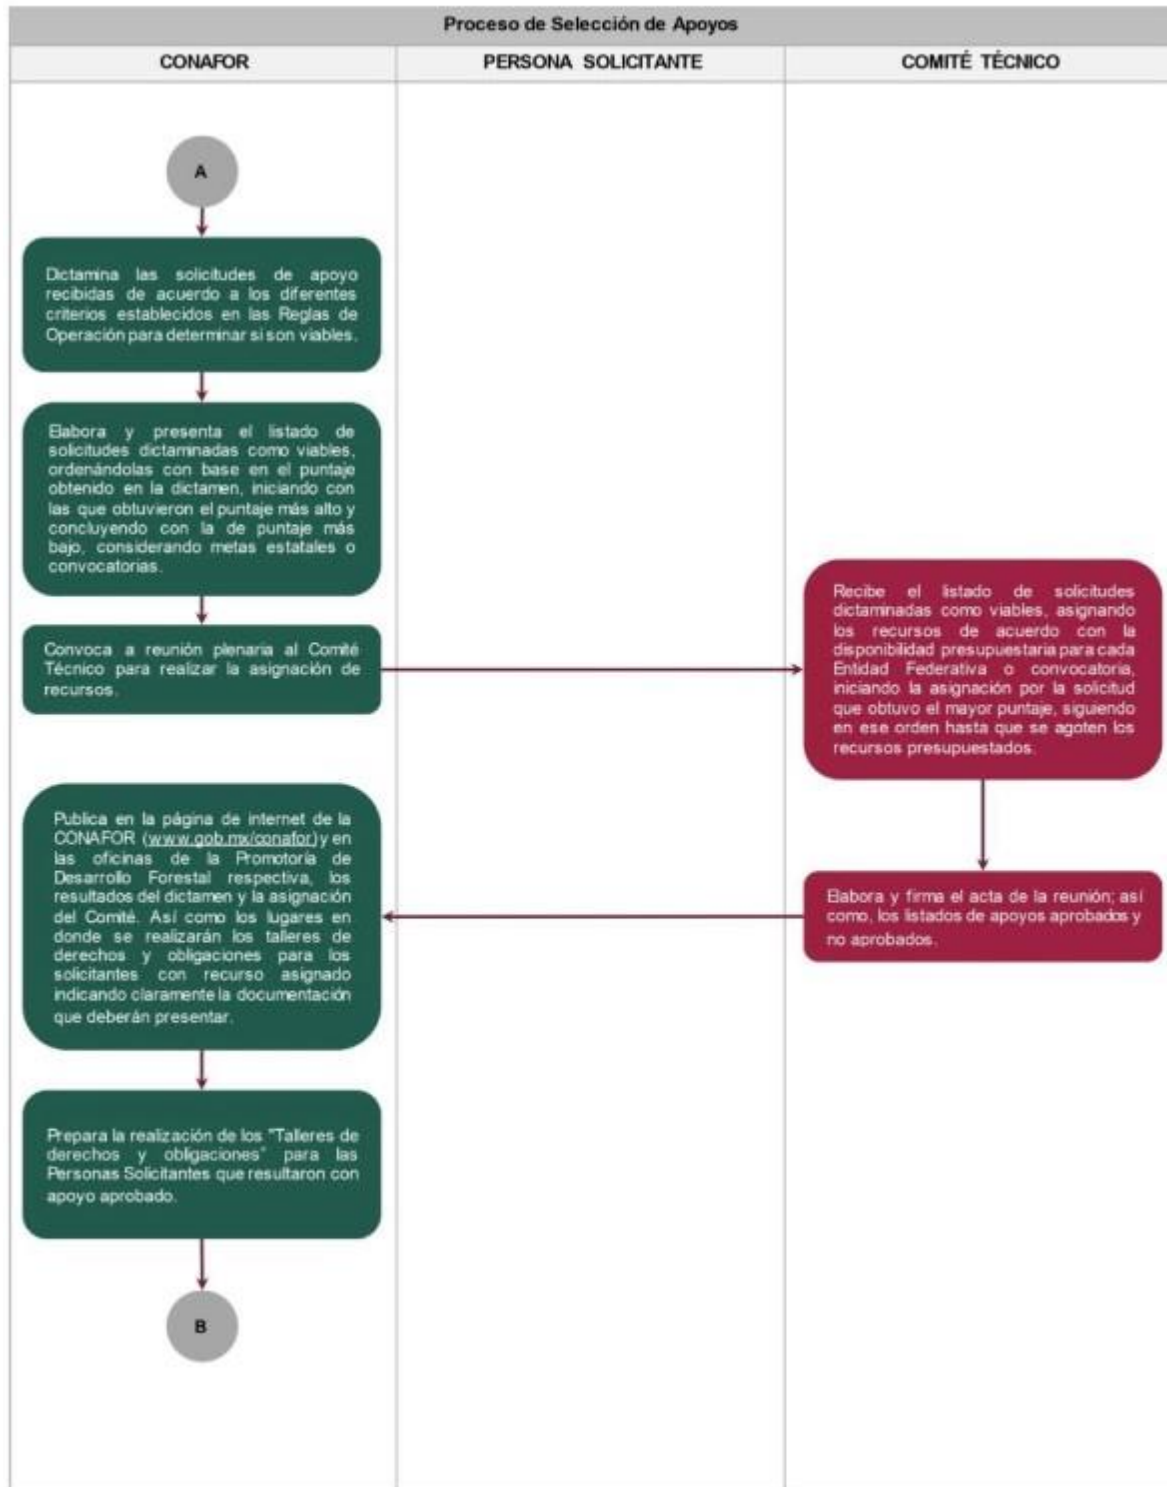 Proceso de Selección de Apoyos
CONAFOR
PERSONA SOLICITANTE
COMITÉ TÉCNICO
A
Dictamina las solicitudes de apoyo
recibidas de acuerdo a los diferentes
criterios establecidos en las Reglas de
Operación para determinar si son viables.
Elabora y presenta el listado de
solicitudes dictaminadas como viables,
ordenándolas con base en el puntaje
obtenido en la dictamen, iniciando con
las que obtuvieron el puntaje más alto y
concluyendo con la de puntaje más
bajo, considerando metas estatales o
convocatorias.
Convoca a reunión plenaria al Comité
Técnico para realizar la asignación de
recursos.
Recibe el listado de solicitudes
dictaminadas como viables, asignando
los recursos de acuerdo con la
disponibilidad presupuestaria para cada
Entidad Federativa o convocatoria,
iniciando la asignación por la solicitud
que obtuvo el mayor puntaje, siguiendo
en ese orden hasta que se agoten los
recursos presupuestados.
Elabora y firma el acta de la reunión; así
como, los listados de apoyos aprobados y
no aprobados.
Publica en la página de internet de la
CONAFOR (www.gob.mx/conafor) y en
las oficinas de la Promotoría de
Desarrollo Forestal respectiva, los
resultados del dictamen y la asignación
del Comité. Así como los lugares en
donde se realizarán los talleres de
derechos y obligaciones para los
solicitantes con recurso asignado
indicando claramente la documentación
que deberán presentar.
Prepara la realización de los "Talleres de
derechos y obligaciones" para las
Personas Solicitantes que resultaron con
apoyo aprobado.
B